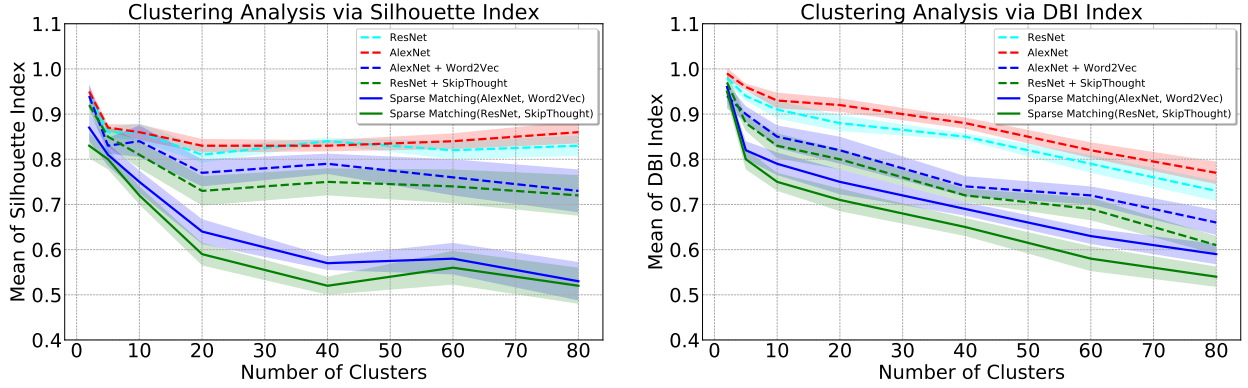 Clustering Analysis via Silhouette Index
Mean of Silhouette Index
1.1
1.0
0.9
0.8
0.7
0.6
0.5
0.4
ResNet
AlexNet
AlexNet + Word2Vec
ResNet + SkipThought
Sparse Matching(AlexNet, Word2Vec)
Sparse Matching(ResNet, SkipThought)
0 10 20 30 40 50 60 70 80
Number of Clusters
Clustering Analysis via DBI Index
Mean of DBI Index
1.1
1.0
0.9
0.8
0.7
0.6
0.5
0.4
ResNet
AlexNet
AlexNet + Word2Vec
ResNet + SkipThought
Sparse Matching(AlexNet, Word2Vec)
Sparse Matching(ResNet, SkipThought)
0 10 20 30 40 50 60 70 80
Number of Clusters